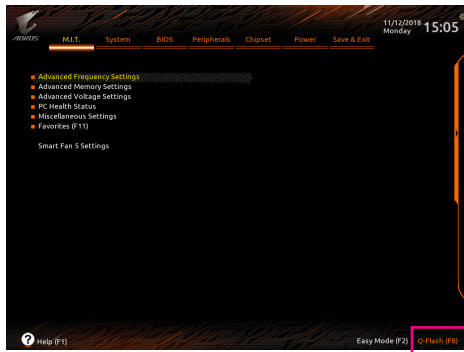 AORUS
M.I.T. System BIOS Peripherals Chipset Power Save & Exit
11/12/2018 15:05
Monday
Advanced Frequency Settings
Advanced Memory Settings
Advanced Voltage Settings
PC Health Status
Miscellaneous Settings
Favorites (F11)
Smart Fan 5 Settings
? Help (F1) Easy Mode (F2) Q-Flash (F8)